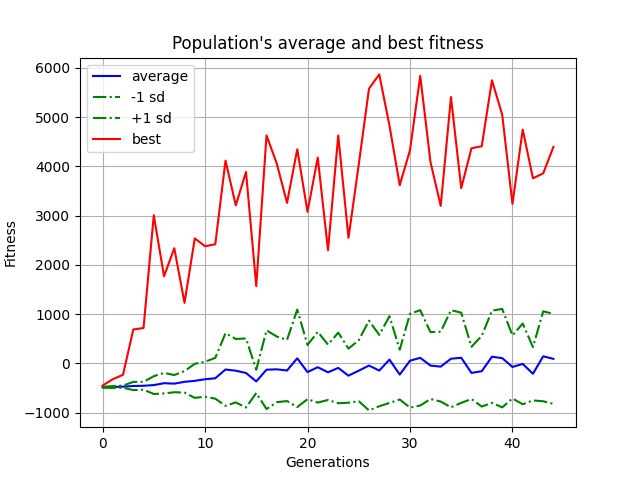 Population's average and best fitness
average
-1 sd
+1 sd
best
Fitness
6000
5000
4000
3000
2000
1000
0
−1000
0
10
20
30
40
Generations